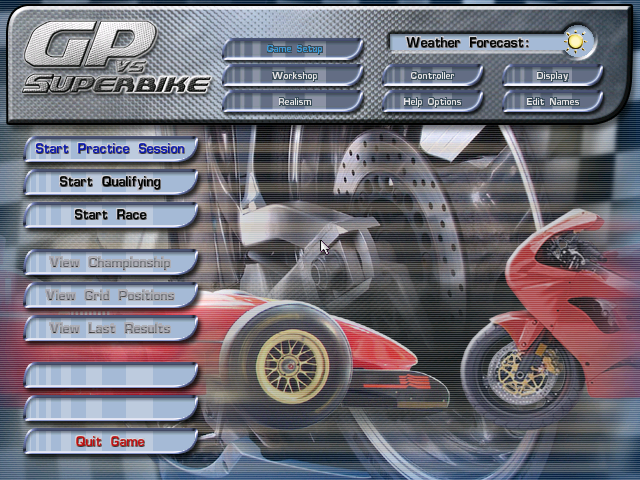 GP
VS
SUPERBIKE
Game Setup
Weather Forecast:
Workshop
Controller
Display
Realism
Help Options
Edit Names
Start Practice Session
Start Qualifying
Start Race
View Championship
View Grid Positions
View Last Results
Quit Game